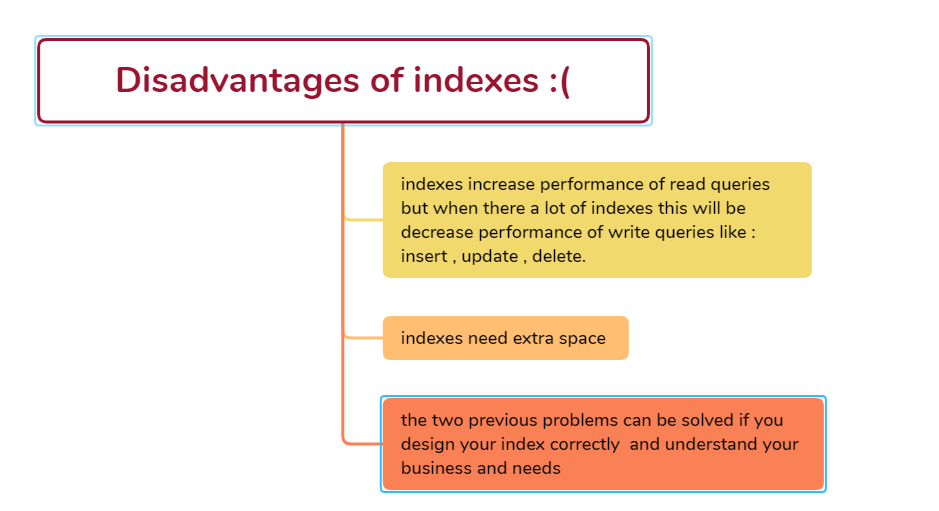 Disadvantages of indexes :(
indexes increase performance of read queries
but when there a lot of indexes this will be
decrease performance of write queries like :
insert , update , delete.
indexes need extra space
the two previous problems can be solved if you
design your index correctly  and understand your
business and needs